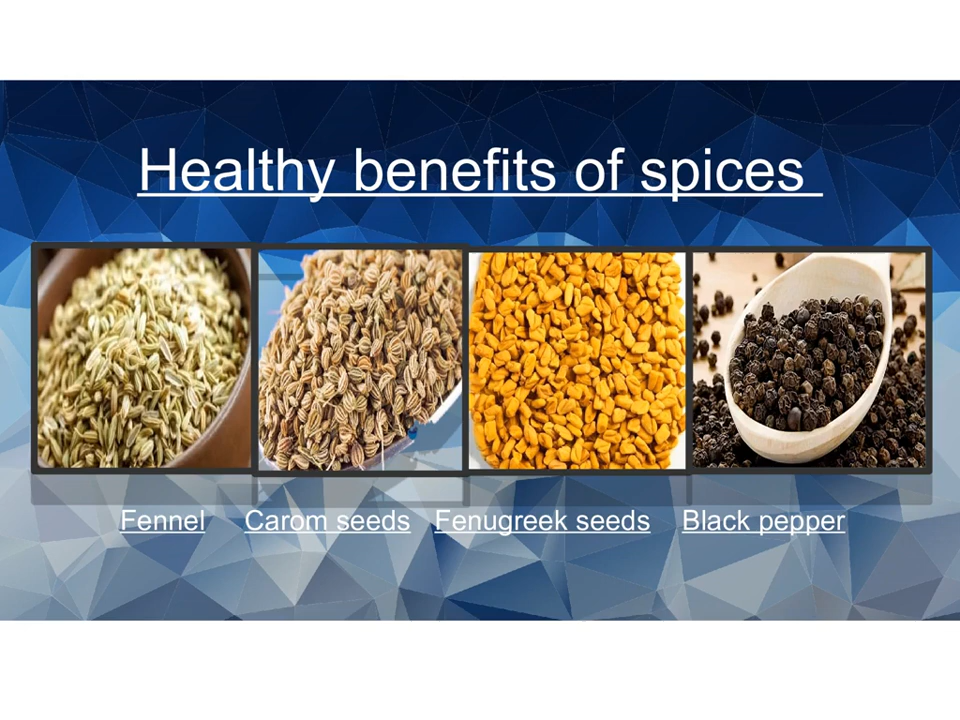 Healthy benefits of spices
Fennel Carom seeds Fenugreek seeds Black pepper